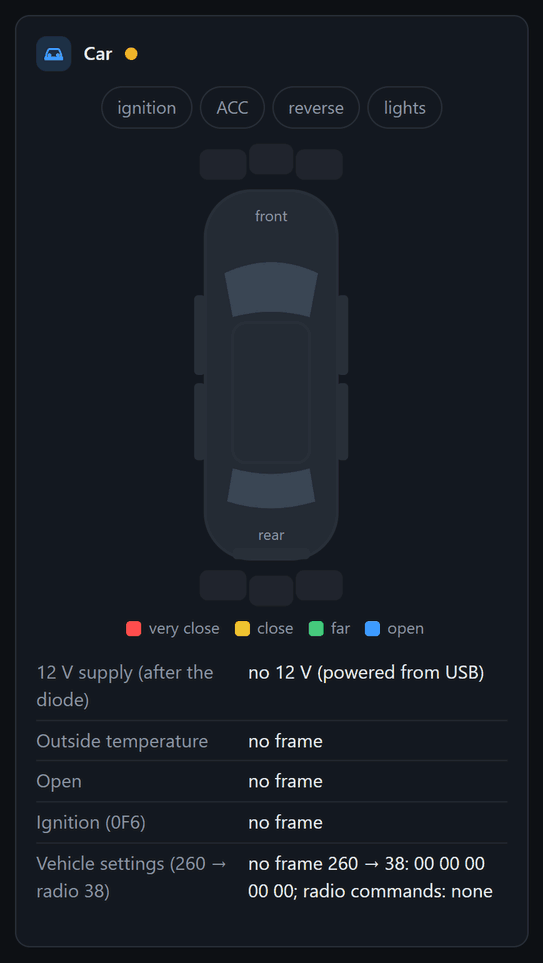 Car
ignition ACC reverse lights
front
rear
very close close far open
12 V supply (after the diode) no 12 V (powered from USB)
Outside temperature no frame
Open no frame
Ignition (0F6) no frame
Vehicle settings (260 → radio 38) no frame 260 → 38: 00 00 00 00 00; radio commands: none